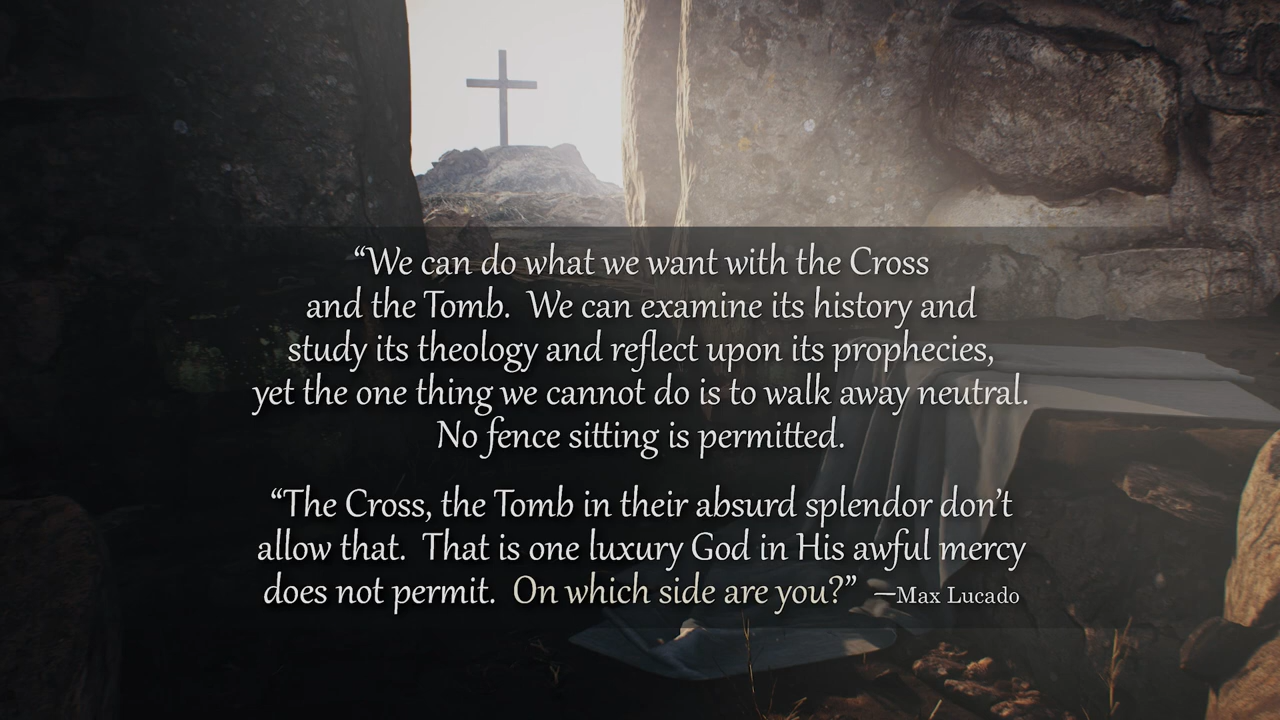 “We can do what we want with the Cross
and the Tomb.  We can examine its history and
study its theology and reflect upon its prophecies,
yet the one thing we cannot do is to walk away neutral.
No fence sitting is permitted.
“The Cross, the Tomb in their absurd splendor don’t
allow that.  That is one luxury God in His awful mercy
does not permit.  On which side are you?”  —Max Lucado